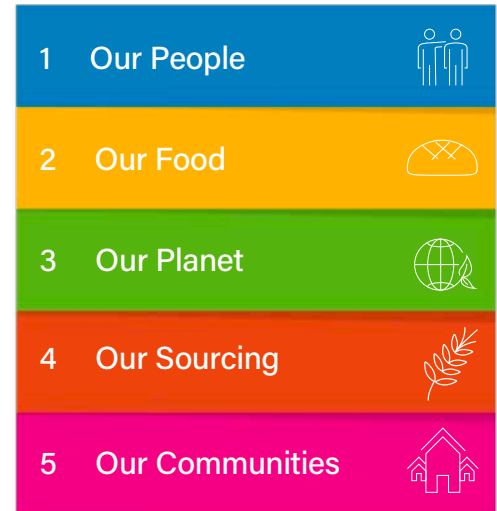 1 Our People
2 Our Food
3 Our Planet
4 Our Sourcing
5 Our Communities